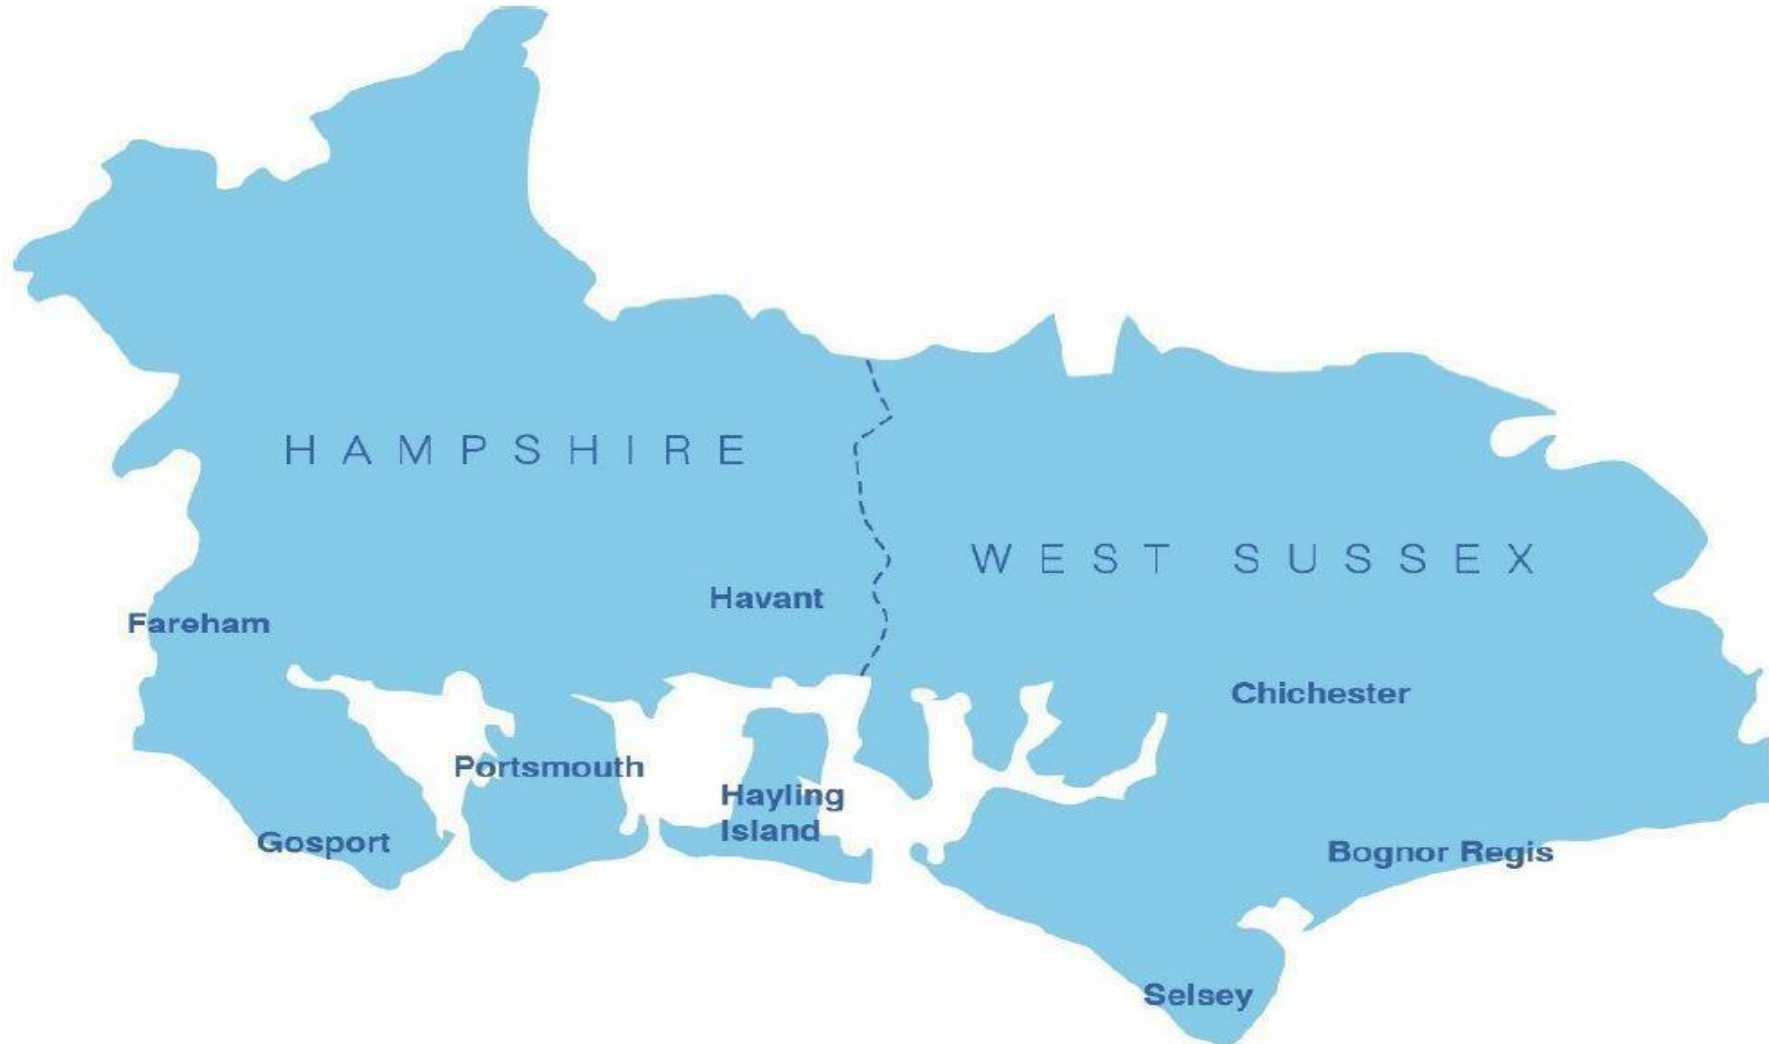 HAMPSHIRE
WEST SUSSEX
Havant
Fareham
Chichester
Portsmouth
Hayling
Island
Gosport
Bognor Regis
Selsey